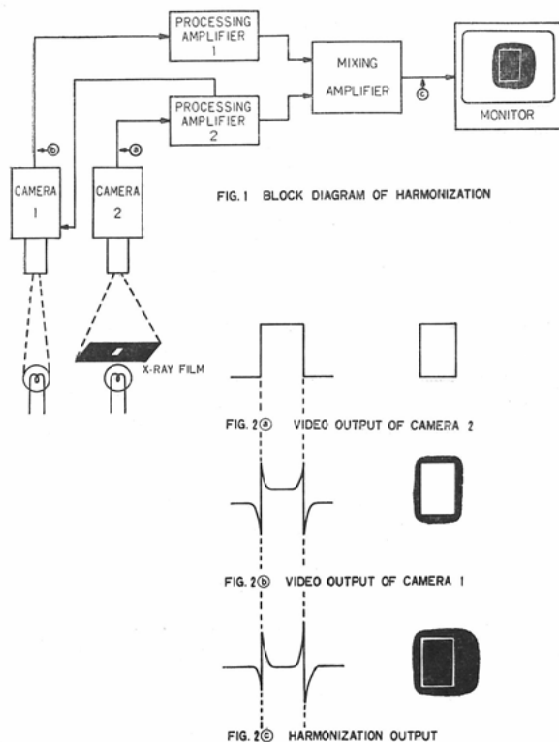 PROCESSING
AMPLIFIER
1
PROCESSING
AMPLIFIER
2
MIXING
AMPLIFIER
ⓒ
MONITOR
ⓑ
ⓐ
CAMERA
1
CAMERA
2
FIG. 1 BLOCK DIAGRAM OF HARMONIZATION
X-RAY FILM
FIG. 2ⓐ VIDEO OUTPUT OF CAMERA 2
FIG. 2ⓑ VIDEO OUTPUT OF CAMERA 1
FIG. 2ⓒ HARMONIZATION OUTPUT